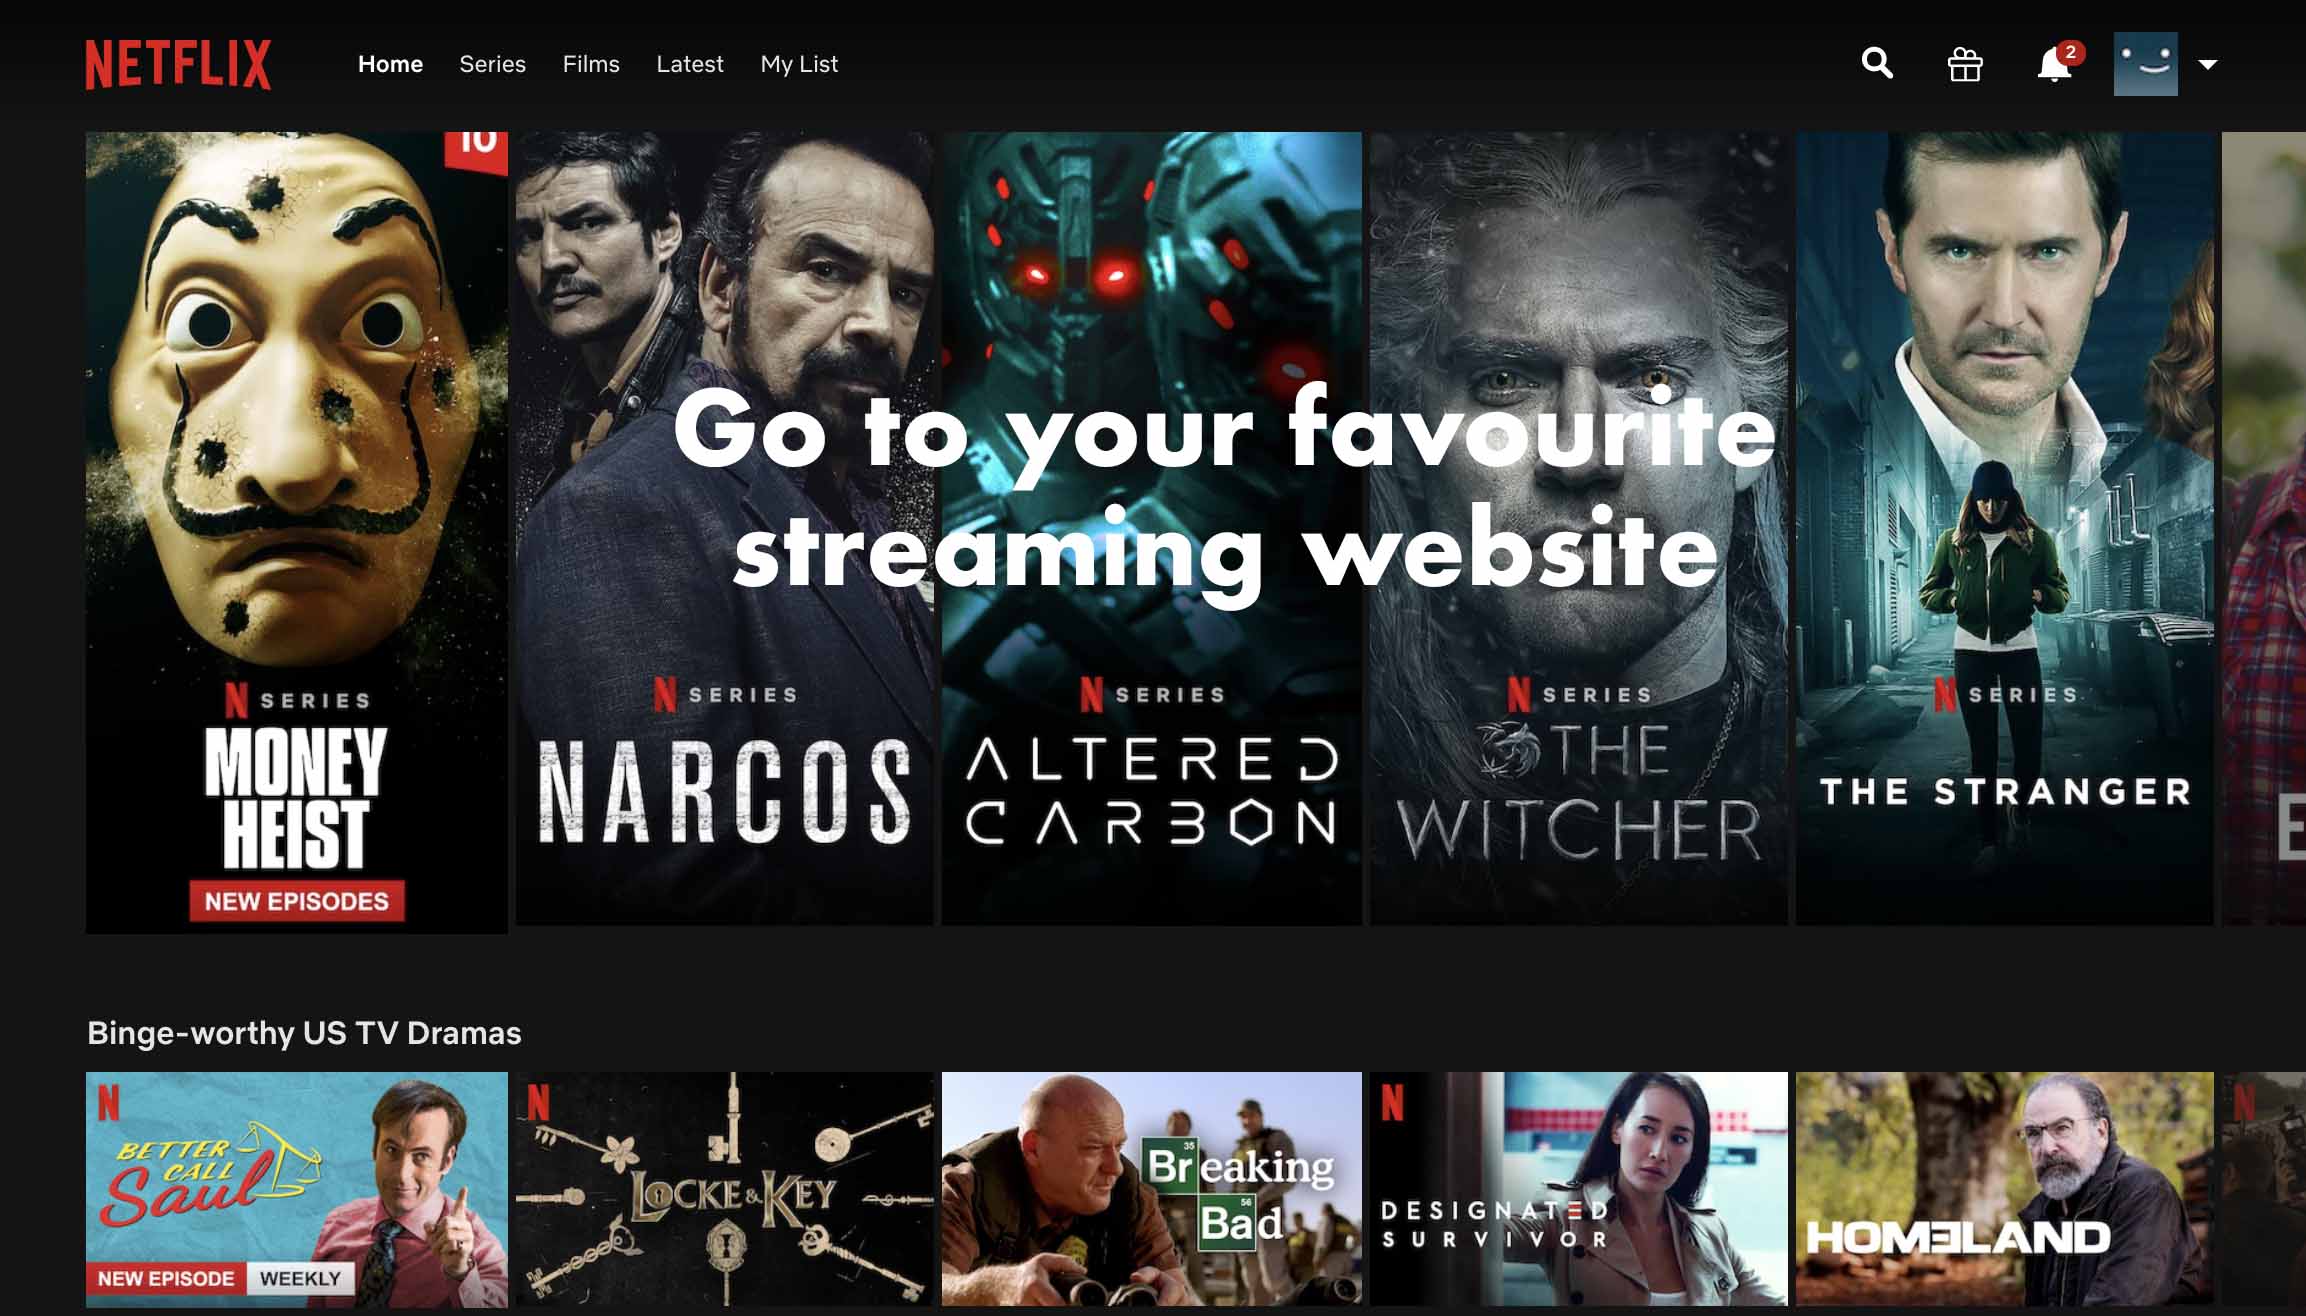 NETFLIX
Home Series Films Latest My List
2
10
Go to your favourite
streaming website
N SERIES
MONEY
HEIST
NEW EPISODES
N SERIES
NARCOS
N SERIES
ALTERED
CARBON
N SERIES
THE
WITCHER
N SERIES
THE STRANGER
E
Binge-worthy US TV Dramas
N
BETTER
CALL
Saul
NEW EPISODE WEEKLY
N
LOCKE & KEY
35
Breaking
56
Bad
N
DESIGNATED
SURVIVOR
HOMELAND
N